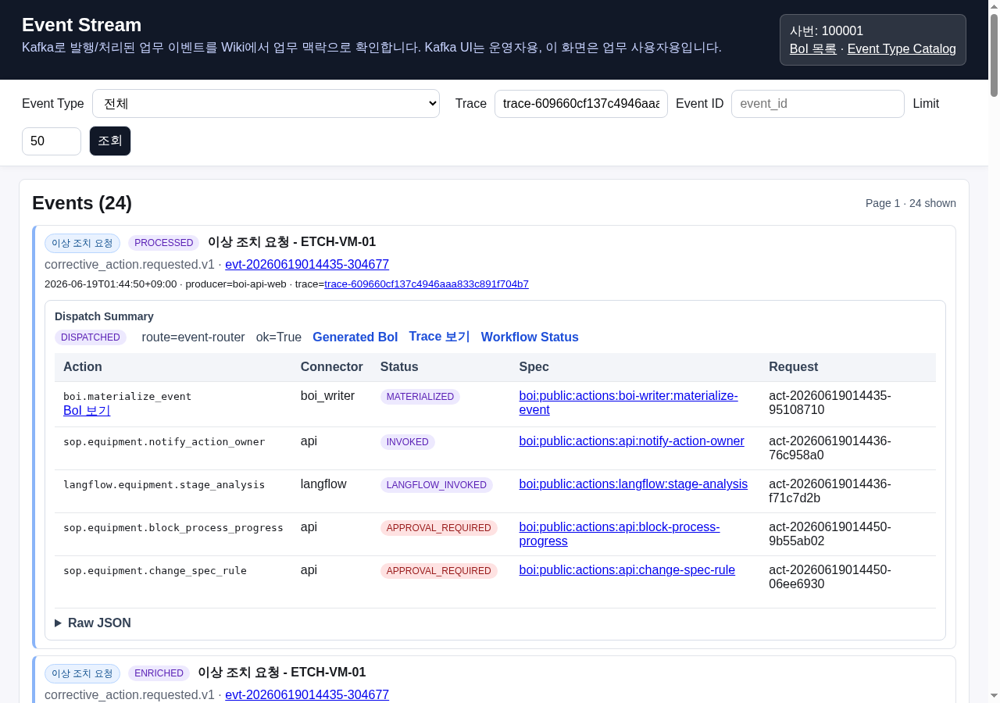 Event Stream
Kafka로 발행/처리된 업무 이벤트를 Wiki에서 업무 맥락으로 확인합니다. Kafka UI는 운영자용, 이 화면은 업무 사용자용입니다.
사번: 100001
BoI 목록 · Event Type Catalog
Event Type 전체 Trace trace-609660cf137c4946aaa Event ID event_id Limit
50 조회
Events (24)
Page 1 · 24 shown
이상 조치 요청 PROCESSED 이상 조치 요청 - ETCH-VM-01
corrective_action.requested.v1 · evt-20260619014435-304677
2026-06-19T01:44:50+09:00 · producer=boi-api-web · trace=trace-609660cf137c4946aaa833c891f704b7
Dispatch Summary
DISPATCHED route=event-router ok=True Generated BoI Trace 보기 Workflow Status
Action Connector Status Spec Request
boi.materialize_event boi_writer MATERIALIZED boi:public:actions:boi-writer:materialize- act-20260619014435-
BoI 보기 event 95108710
sop.equipment.notify_action_owner api INVOKED boi:public:actions:api:notify-action-owner act-20260619014436-
76c958a0
langflow.equipment.stage_analysis langflow LANGFLOW_INVOKED boi:public:actions:langflow:stage-analysis act-20260619014436-
f71c7d2b
sop.equipment.block_process_progress api APPROVAL_REQUIRED boi:public:actions:api:block-process- act-20260619014450-
progress 9b55ab02
sop.equipment.change_spec_rule api APPROVAL_REQUIRED boi:public:actions:api:change-spec-rule act-20260619014450-
06ee6930
Raw JSON
이상 조치 요청 ENRICHED 이상 조치 요청 - ETCH-VM-01
corrective_action.requested.v1 · evt-20260619014435-304677